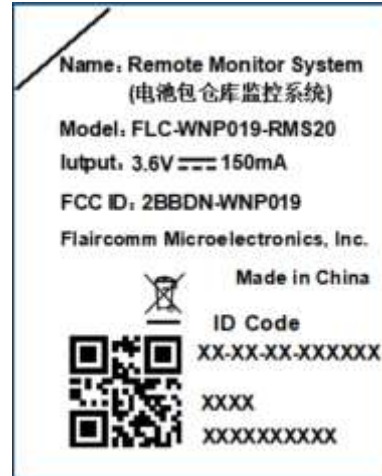 Name: Remote Monitor System
(电池包仓库监控系统)
Model: FLC-WNP019-RMS20
Iutput: 3.6V 150mA
FCC ID: 2BBDN-WNP019
Flaircomm Microelectronics, Inc.
Made in China
ID Code
XX-XX-XX-XXXXXX
XXXX
XXXXXXXXXX